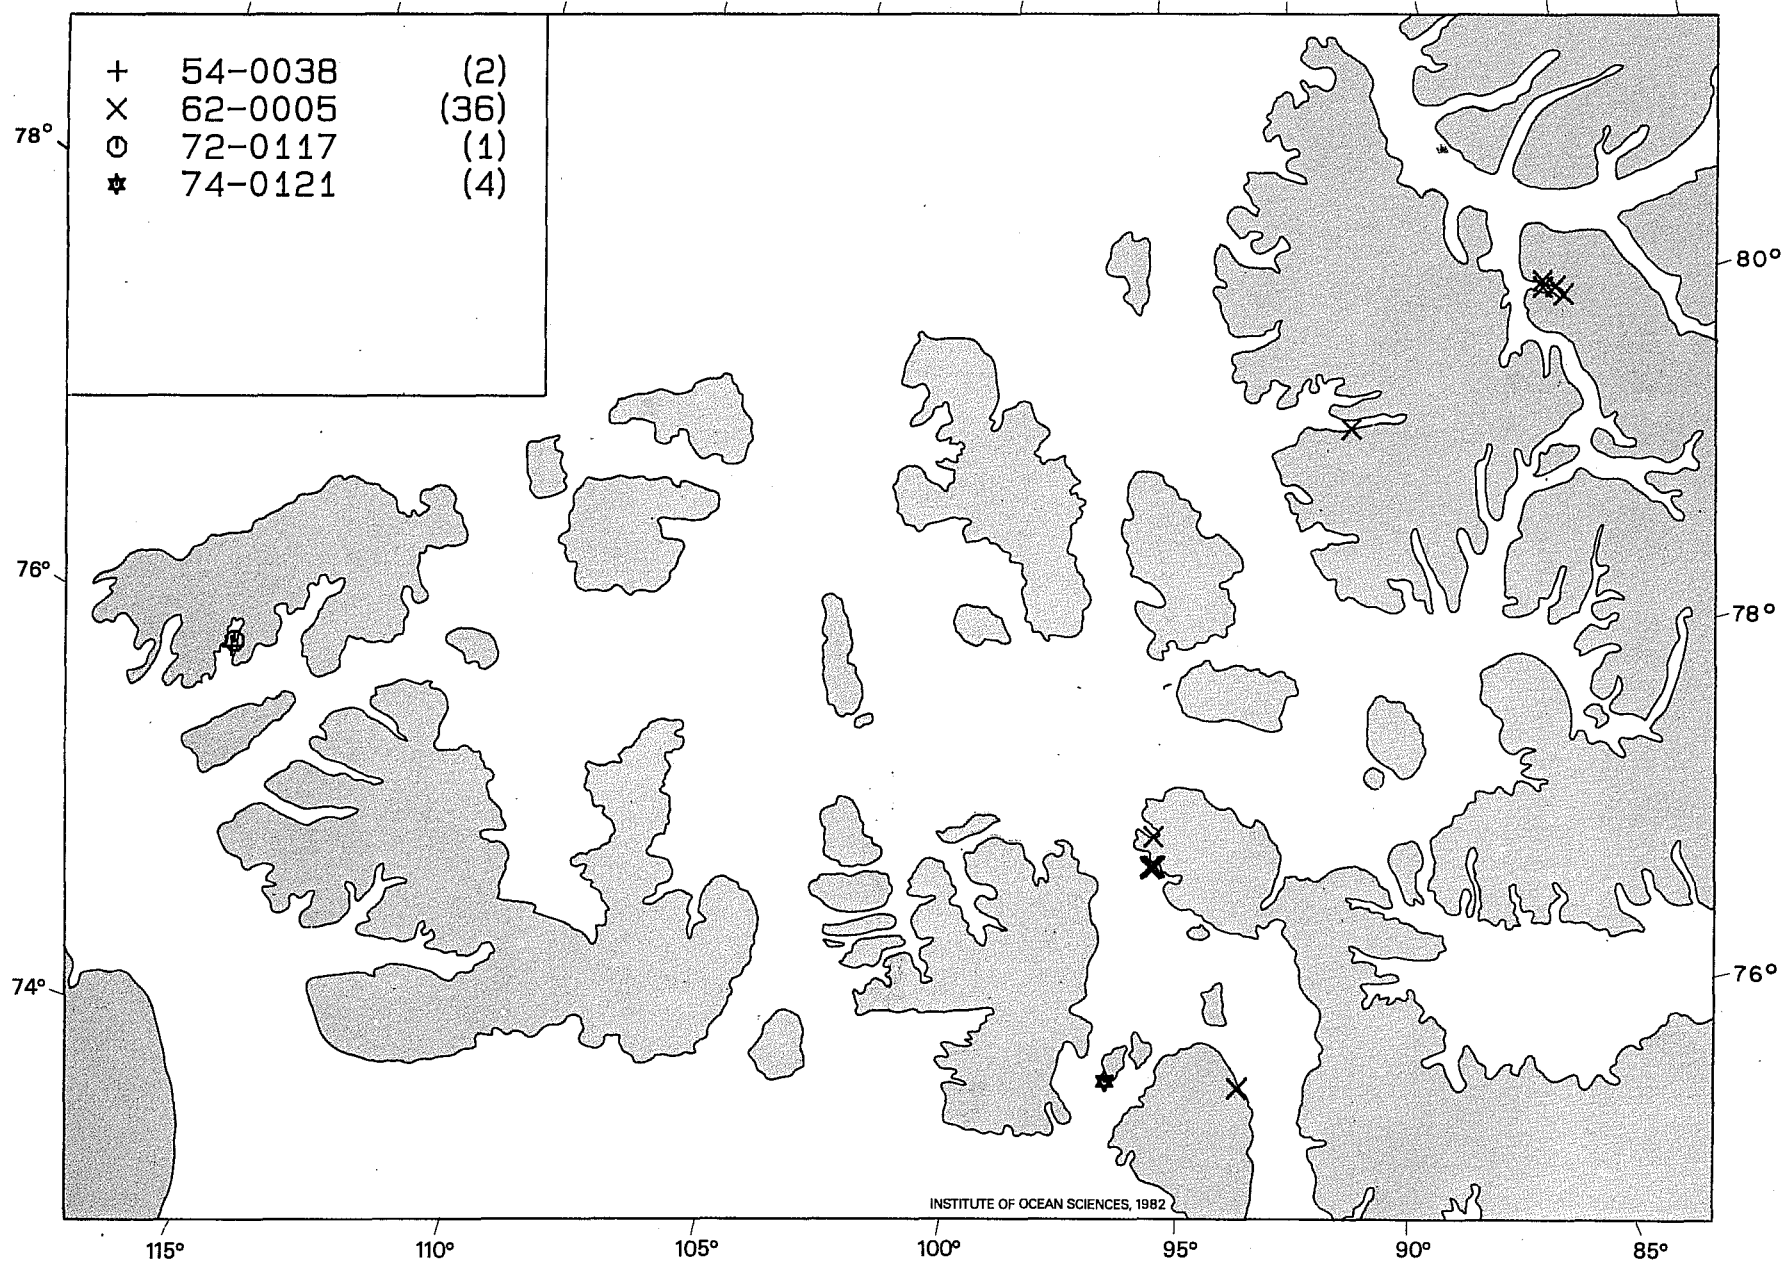 + 54-0038 (2)
× 62-0005 (36)
72-0117 (1)
74-0121 (4)
78°
80°
76°
78°
74°
76°
INSTITUTE OF OCEAN SCIENCES, 1982
115° 110° 105° 100° 95° 90° 85°